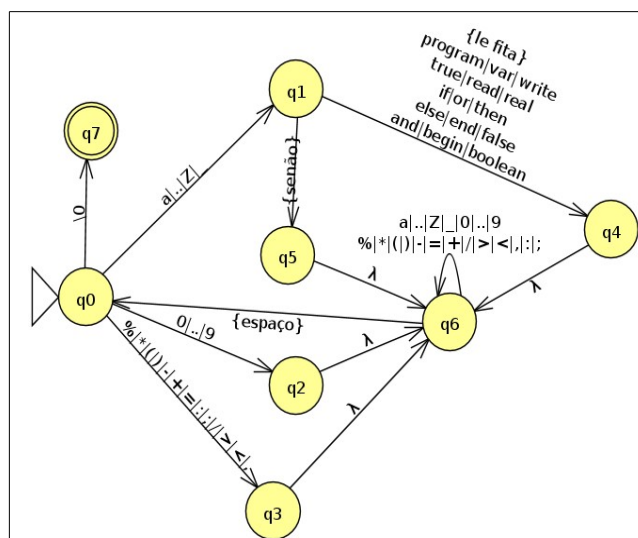 {le fita}
program|var|write
true|read|real
if|or|then
else|end|false
and|begin|boolean
q1
q7
a|..|Z|
\0
{senão}
q4
a|..|Z|_|0|..|9
%|*|(|)|-|=|+|/|>|<|,|:|;
q5
λ
λ
q0
{espaço}
q6
0|..|9
λ
q2
%|*|(|)|-|+|=|:|;|/|>|<|,
λ
q3